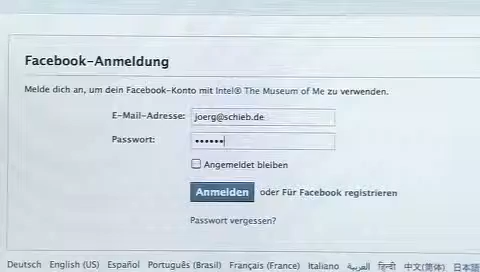 Facebook-Anmeldung
Melde dich an, um dein Facebook-Konto mit Intel® The Museum of Me zu verwenden.
E-Mail-Adresse: joerg@schieb.de
Passwort: ••••••
Angemeldet bleiben
Anmelden oder Für Facebook registrieren
Passwort vergessen?
Deutsch English (US) Español Português (Brasil) Français (France) Italiano العربية हिन्दी 中文(简体) 日本語